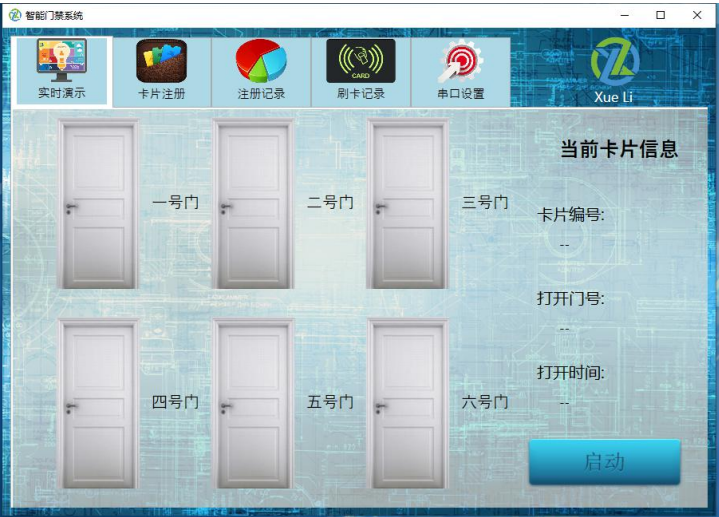 智能门禁系统
实时演示
卡片注册
注册记录
CARD
刷卡记录
串口设置
Xue Li
当前卡片信息
一号门
二号门
三号门
卡片编号:
--
打开门号:
--
打开时间:
--
四号门
五号门
六号门
启动